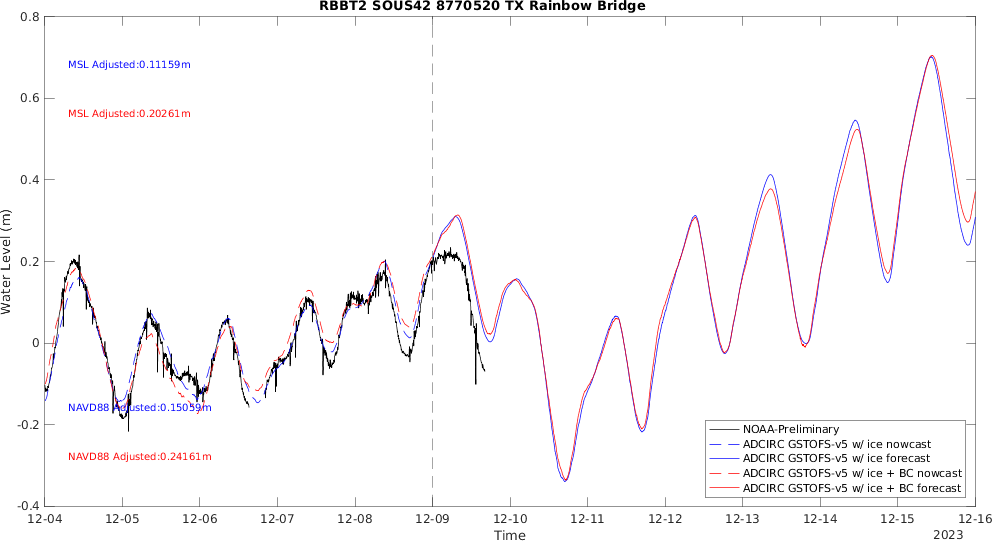 RBBT2 SOUS42 8770520 TX Rainbow Bridge
0.8
0.6
0.4
0.2
0
-0.2
-0.4
Water Level (m)
MSL Adjusted:0.11159m
MSL Adjusted:0.20261m
NAVD88 Adjusted:0.15059m
NAVD88 Adjusted:0.24161m
NOAA-Preliminary
ADCIRC GSTOFS-v5 w/ ice nowcast
ADCIRC GSTOFS-v5 w/ ice forecast
ADCIRC GSTOFS-v5 w/ ice + BC nowcast
ADCIRC GSTOFS-v5 w/ ice + BC forecast
12-04 12-05 12-06 12-07 12-08 12-09 12-10 12-11 12-12 12-13 12-14 12-15 12-16
Time
2023